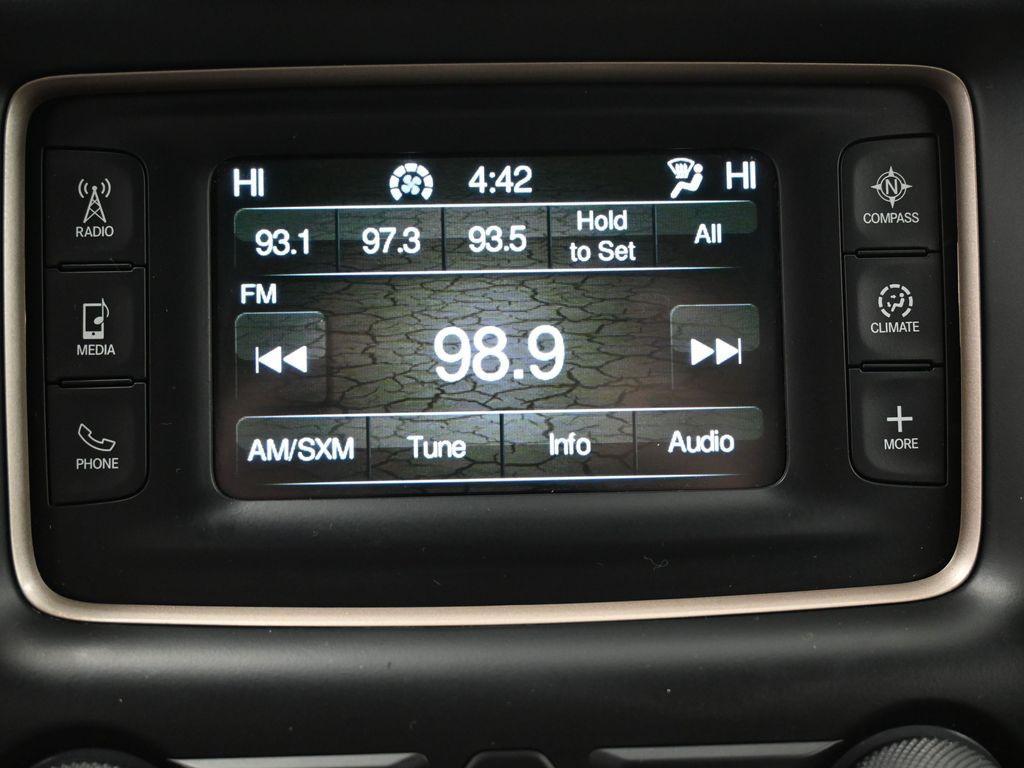 HI 4:42 HI
93.1 97.3 93.5 Hold to Set All
FM
98.9
AM/SXM Tune Info Audio
RADIO
MEDIA
PHONE
N
COMPASS
CLIMATE
MORE